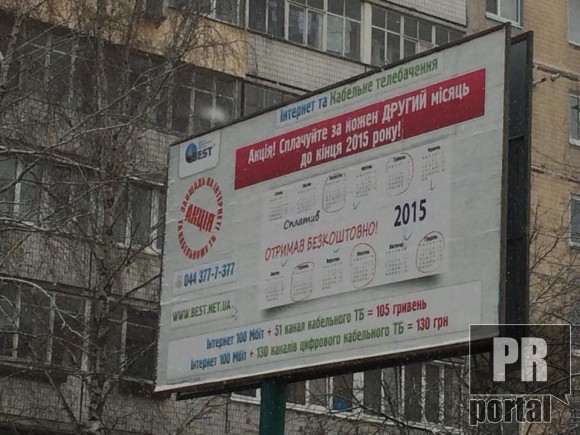 Інтернет та Кабельне телебачення
BEST
Акція! Сплачуйте за кожен ДРУГИЙ місяць
до кінця 2015 року!
АКЦІЯ
Сплатив
2015
ОТРИМАВ БЕЗКОШТОВНО!
044 377-7-377
WWW.BEST.NET.UA
Інтернет 100 Мбіт + 51 канал кабельного ТБ = 105 гривень
Інтернет 100 Мбіт + 130 каналів цифрового кабельного ТБ = 130 грн
PR
portal